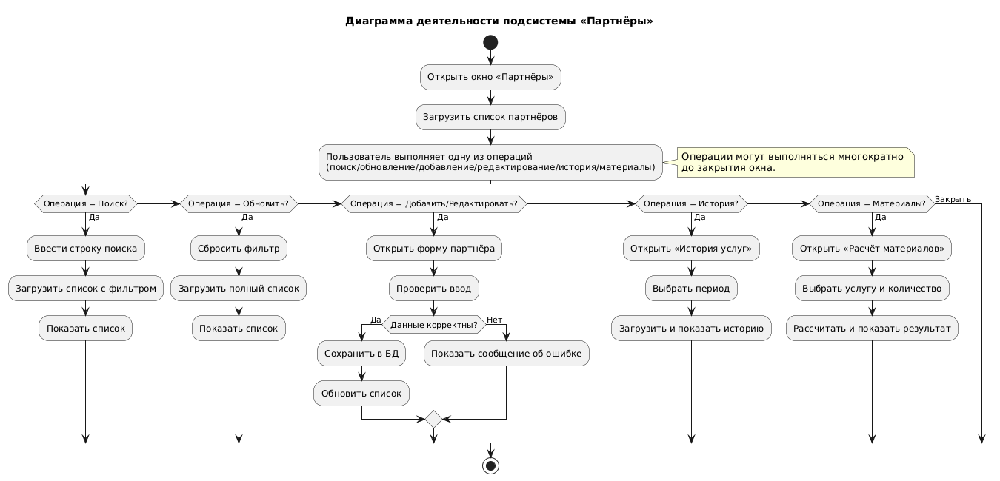 Диаграмма деятельности подсистемы «Партнёры»
Открыть окно «Партнёры»
Загрузить список партнёров
Пользователь выполняет одну из операций
(поиск/обновление/добавление/редактирование/история/материалы)
Операции могут выполняться многократно
до закрытия окна.
Операция = Поиск?
Да
Ввести строку поиска
Загрузить список с фильтром
Показать список
Операция = Обновить?
Да
Сбросить фильтр
Загрузить полный список
Показать список
Операция = Добавить/Редактировать?
Да
Открыть форму партнёра
Проверить ввод
Данные корректны?
Да
Сохранить в БД
Обновить список
Нет
Показать сообщение об ошибке
Операция = История?
Да
Открыть «История услуг»
Выбрать период
Загрузить и показать историю
Операция = Материалы?
Да
Открыть «Расчёт материалов»
Выбрать услугу и количество
Рассчитать и показать результат
Закрыть